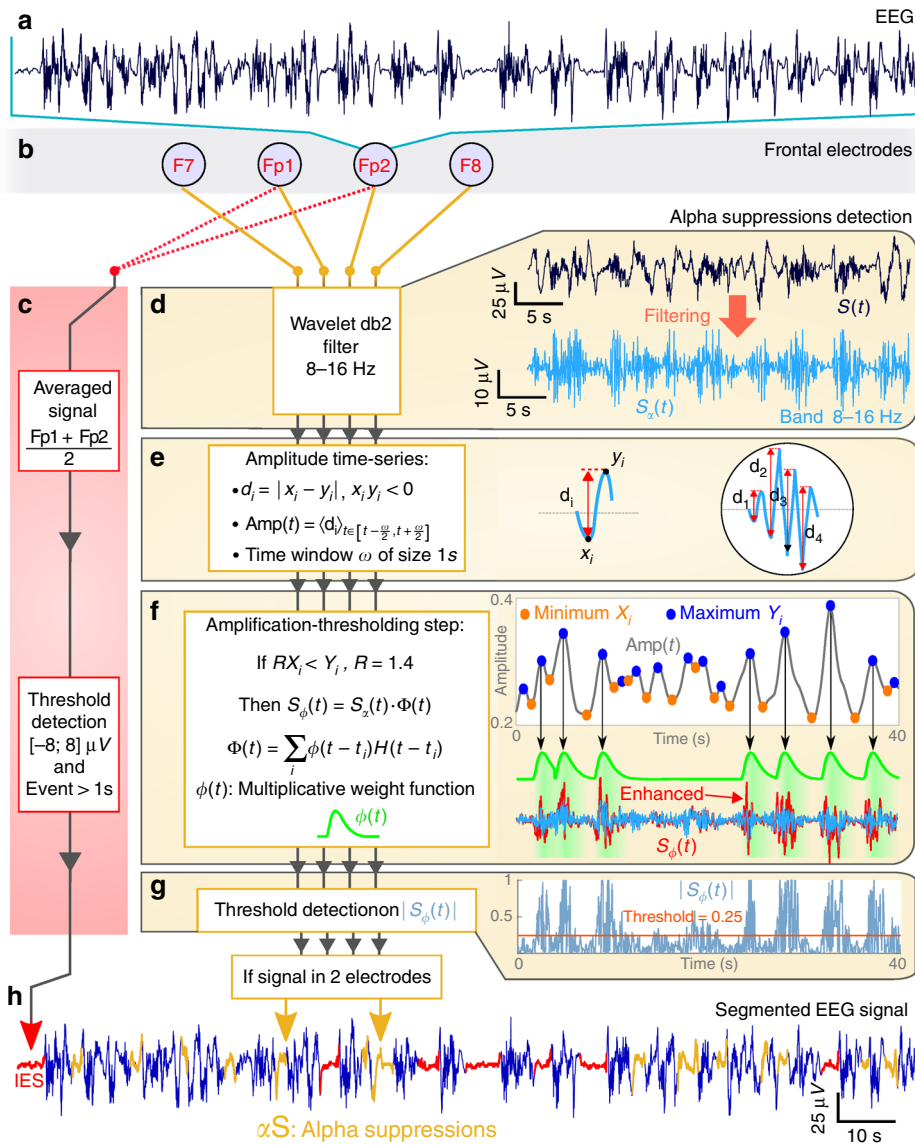 a
EEG
b
F7
Fp1
Fp2
F8
Frontal electrodes
Alpha suppressions detection
c
Averaged
signal
Fp1 + Fp2
2
Threshold
detection
[–8; 8] μV
and
Event > 1s
d
Wavelet db2
filter
8–16 Hz
25 μV
5 s
S(t)
Filtering
10 μV
5 s
Sα(t)
Band 8–16 Hz
e
Amplitude time-series:
•di = | xi – yi| , xi yi < 0
• Amp(t) = ⟨di⟩t∈[t – ω/2, t + ω/2]
• Time window ω of size 1s
di
yi
xi
d1
d2
d3
d4
f
Amplification-thresholding step:
If RXi < Yi , R = 1.4
Then Sϕ(t) = Sα(t)·Φ(t)
Φ(t) = ∑i ϕ(t – ti)H(t – ti)
ϕ(t): Multiplicative weight function
ϕ(t)
0.4
Minimum Xi
Maximum Yi
Amp(t)
Amplitude
0.2
0
Time (s)
40
Enhanced
Sϕ(t)
g
Threshold detectionon |Sϕ(t)|
If signal in 2 electrodes
1
|Sϕ(t)|
0.5
Threshold = 0.25
0
Time (s)
40
h
Segmented EEG signal
IES
αS: Alpha suppressions
25 μV
10 s